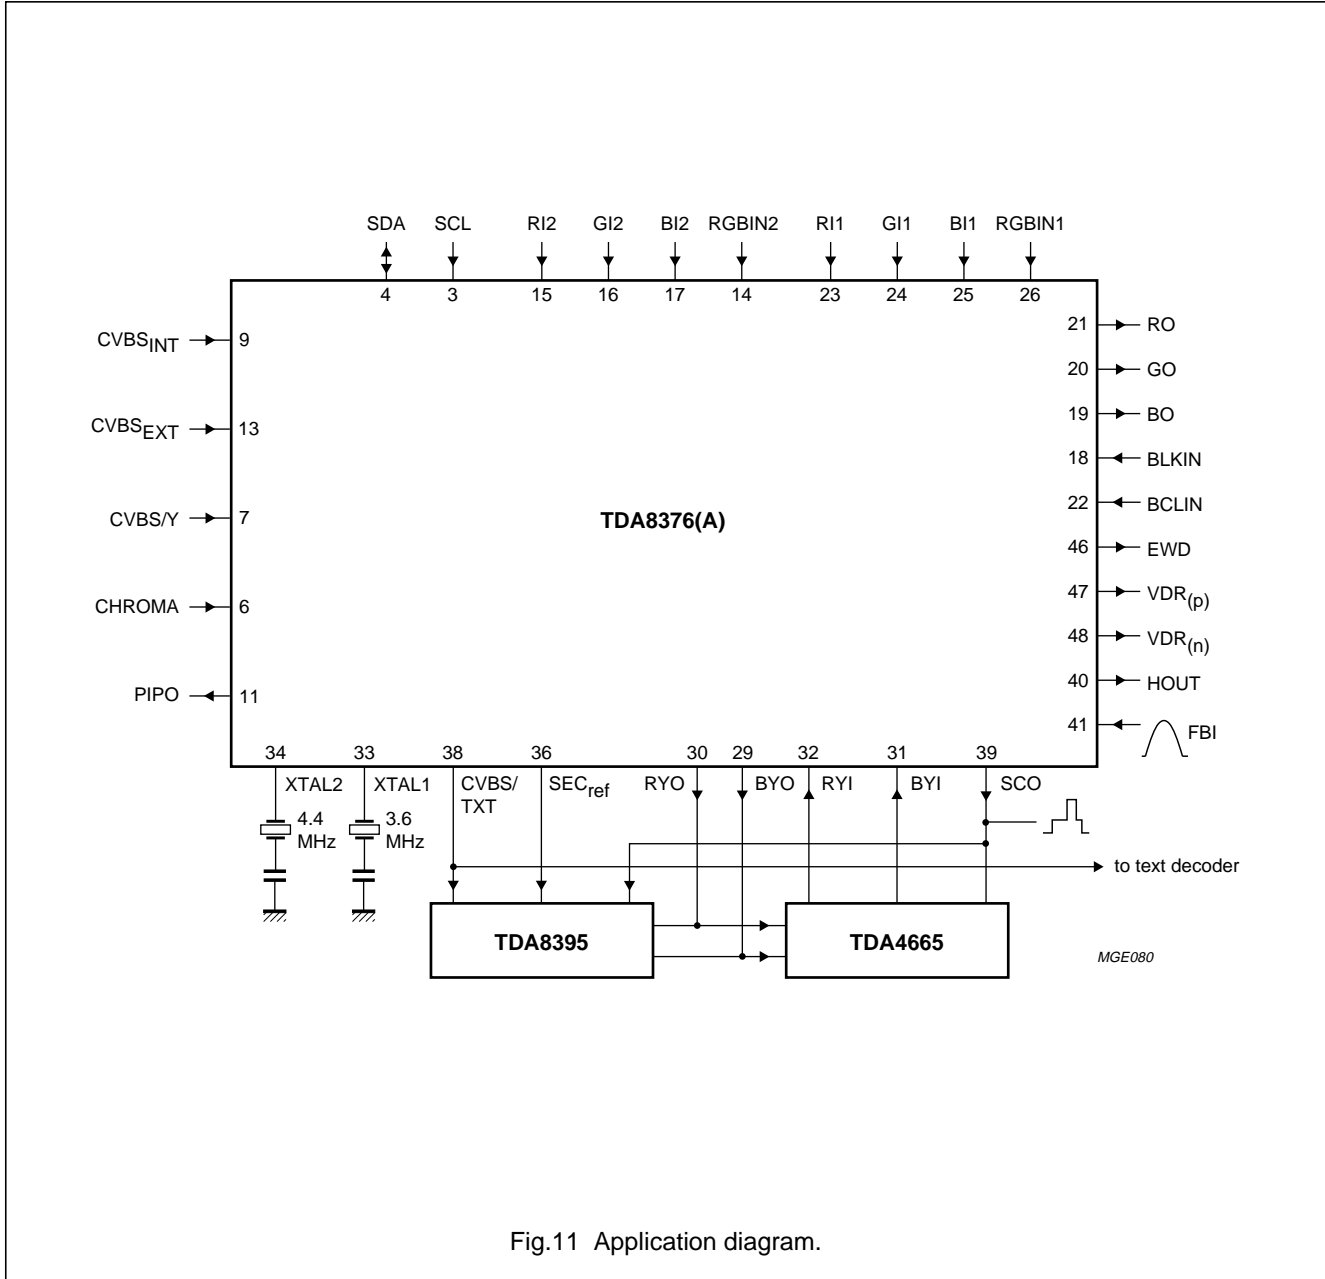 SDA SCL RI2 GI2 BI2 RGBIN2 RI1 GI1 BI1 RGBIN1
4 3 15 16 17 14 23 24 25 26
21 RO
CVBSINT 9
20 GO
19 BO
CVBSEXT 13
18 BLKIN
22 BCLIN
CVBS/Y 7 TDA8376(A)
46 EWD
47 VDR(p)
CHROMA 6
48 VDR(n)
40 HOUT
PIPO 11
41 FBI
34 33 38 36 30 29 32 31 39
XTAL2 XTAL1 CVBS/ SECref RYO BYO RYI BYI SCO
TXT
4.4 3.6
MHz MHz
to text decoder
TDA8395 TDA4665
MGE080
Fig.11 Application diagram.